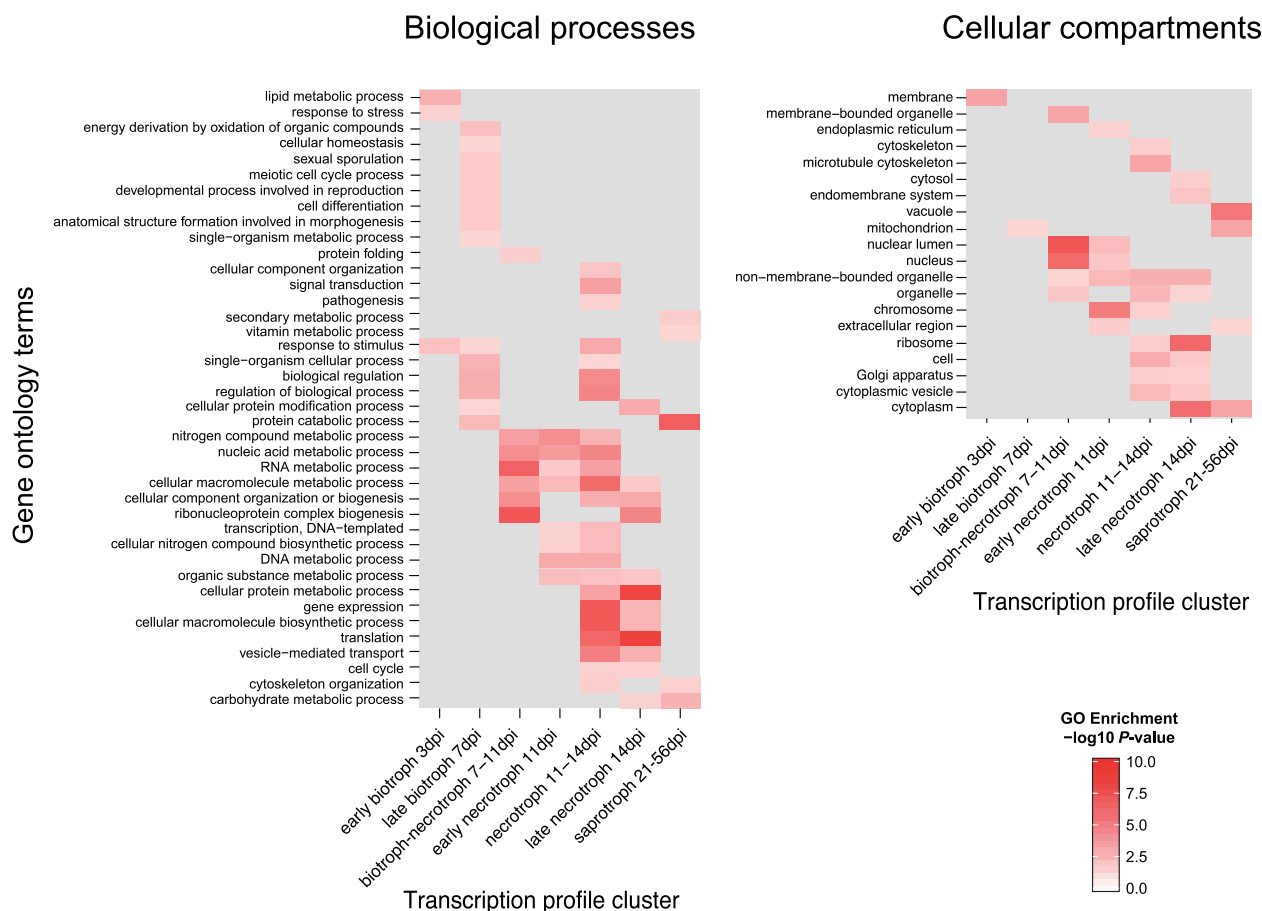 Biological processes
Cellular compartments
Gene ontology terms
lipid metabolic process
response to stress
energy derivation by oxidation of organic compounds
cellular homeostasis
sexual sporulation
meiotic cell cycle process
developmental process involved in reproduction
cell differentiation
anatomical structure formation involved in morphogenesis
single−organism metabolic process
protein folding
cellular component organization
signal transduction
pathogenesis
secondary metabolic process
vitamin metabolic process
response to stimulus
single−organism cellular process
biological regulation
regulation of biological process
cellular protein modification process
protein catabolic process
nitrogen compound metabolic process
nucleic acid metabolic process
RNA metabolic process
cellular macromolecule metabolic process
cellular component organization or biogenesis
ribonucleoprotein complex biogenesis
transcription, DNA−templated
cellular nitrogen compound biosynthetic process
DNA metabolic process
organic substance metabolic process
cellular protein metabolic process
gene expression
cellular macromolecule biosynthetic process
translation
vesicle−mediated transport
cell cycle
cytoskeleton organization
carbohydrate metabolic process
early biotroph 3dpi
late biotroph 7dpi
biotroph-necrotroph 7−11dpi
early necrotroph 11dpi
necrotroph 11−14dpi
late necrotroph 14dpi
saprotroph 21-56dpi
Transcription profile cluster
membrane
membrane−bounded organelle
endoplasmic reticulum
cytoskeleton
microtubule cytoskeleton
cytosol
endomembrane system
vacuole
mitochondrion
nuclear lumen
nucleus
non−membrane−bounded organelle
organelle
chromosome
extracellular region
ribosome
cell
Golgi apparatus
cytoplasmic vesicle
cytoplasm
early biotroph 3dpi
late biotroph 7dpi
biotroph-necrotroph 7−11dpi
early necrotroph 11dpi
necrotroph 11−14dpi
late necrotroph 14dpi
saprotroph 21-56dpi
Transcription profile cluster
GO Enrichment
−log10 P-value
10.0
7.5
5.0
2.5
0.0